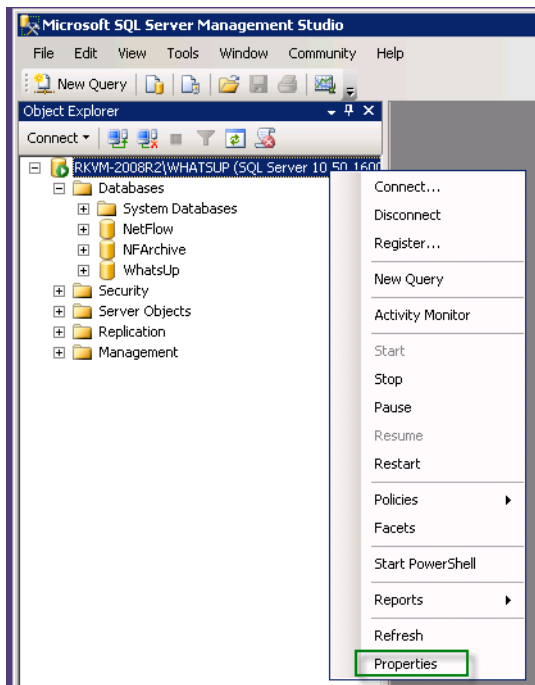 Microsoft SQL Server Management Studio
File Edit View Tools Window Community Help
New Query
Object Explorer
Connect
RKVM-2008R2\WHATSUP (SQL Server 10.50.1600
Databases
System Databases
NetFlow
NFArchive
WhatsUp
Security
Server Objects
Replication
Management
Connect...
Disconnect
Register...
New Query
Activity Monitor
Start
Stop
Pause
Resume
Restart
Policies
Facets
Start PowerShell
Reports
Refresh
Properties